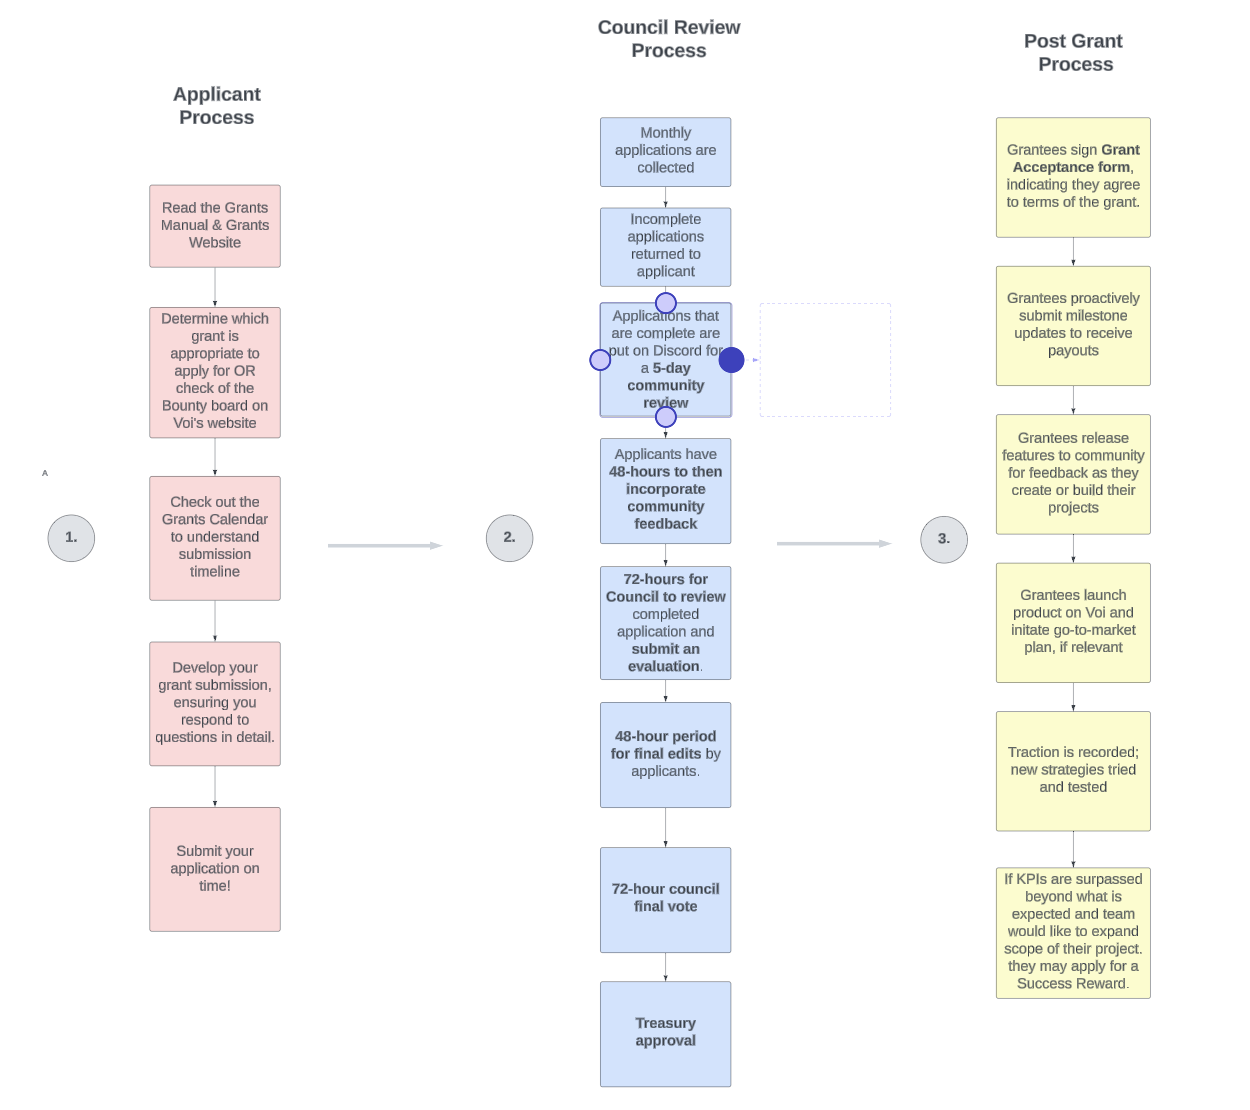 Applicant
Process
A
1.
Read the Grants
Manual & Grants
Website
Determine which
grant is
appropriate to
apply for OR
check of the
Bounty board on
Voi's website
Check out the
Grants Calendar
to understand
submission
timeline
Develop your
grant submission,
ensuring you
respond to
questions in detail.
Submit your
application on
time!
Council Review
Process
2.
Monthly
applications are
collected
Incomplete
applications
returned to
applicant
Applications that
are complete are
put on Discord for
a 5-day
community
review
Applicants have
48-hours to then
incorporate
community
feedback
72-hours for
Council to review
completed
application and
submit an
evaluation.
48-hour period
for final edits by
applicants.
72-hour council
final vote
Treasury
approval
Post Grant
Process
3.
Grantees sign Grant
Acceptance form,
indicating they agree
to terms of the grant.
Grantees proactively
submit milestone
updates to receive
payouts
Grantees release
features to community
for feedback as they
create or build their
projects
Grantees launch
product on Voi and
initate go-to-market
plan, if relevant
Traction is recorded;
new strategies tried
and tested
If KPIs are surpassed
beyond what is
expected and team
would like to expand
scope of their project.
they may apply for a
Success Reward.